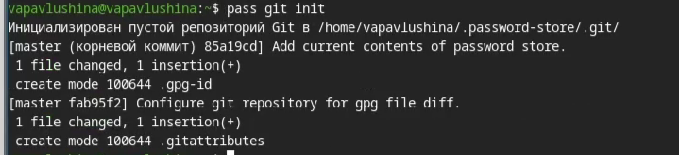 vapavlushina@vapavlushina:~$ pass git init
Инициализирован пустой репозиторий Git в /home/vapavlushina/.password-store/.git/
[master (корневой коммит) 85a19cd] Add current contents of password store.
1 file changed, 1 insertion(+)
create mode 100644 .gpg-id
[master fab95f2] Configure git repository for gpg file diff.
1 file changed, 1 insertion(+)
create mode 100644 .gitattributes